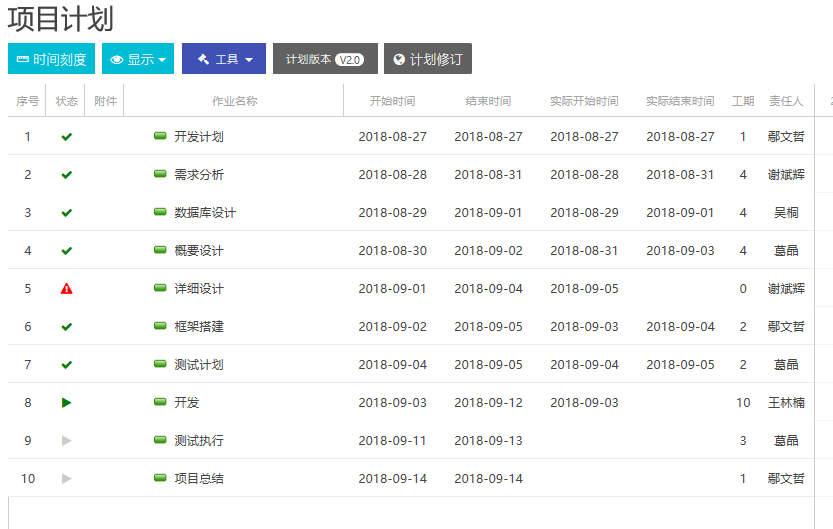 项目计划
时间刻度 显示 工具 计划版本 V2.0 计划修订
序号 状态 附件 作业名称 开始时间 结束时间 实际开始时间 实际结束时间 工期 责任人
1 开发计划 2018-08-27 2018-08-27 2018-08-27 2018-08-27 1 鄢文哲
2 需求分析 2018-08-28 2018-08-31 2018-08-28 2018-08-31 4 谢斌辉
3 数据库设计 2018-08-29 2018-09-01 2018-08-29 2018-09-01 4 吴桐
4 概要设计 2018-08-30 2018-09-02 2018-08-31 2018-09-03 4 葛晶
5 详细设计 2018-09-01 2018-09-04 2018-09-05 0 谢斌辉
6 框架搭建 2018-09-02 2018-09-05 2018-09-03 2018-09-04 2 鄢文哲
7 测试计划 2018-09-04 2018-09-05 2018-09-04 2018-09-05 2 葛晶
8 开发 2018-09-03 2018-09-12 2018-09-03 10 王林楠
9 测试执行 2018-09-11 2018-09-13 3 葛晶
10 项目总结 2018-09-14 2018-09-14 1 鄢文哲